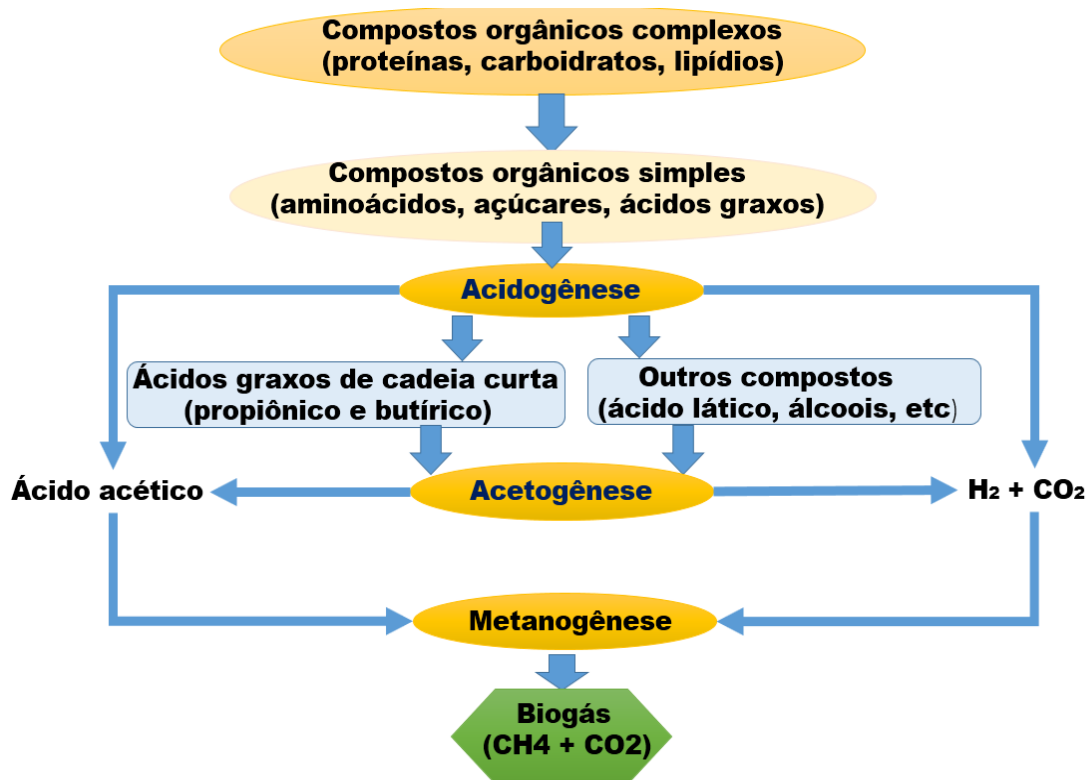 Compostos orgânicos complexos
(proteínas, carboidratos, lipídios)
Compostos orgânicos simples
(aminoácidos, açúcares, ácidos graxos)
Acidogênese
Ácidos graxos de cadeia curta
(propiônico e butírico)
Outros compostos
(ácido lático, álcoois, etc)
Ácido acético
Acetogênese
H₂ + CO₂
Metanogênese
Biogás
(CH4 + CO2)